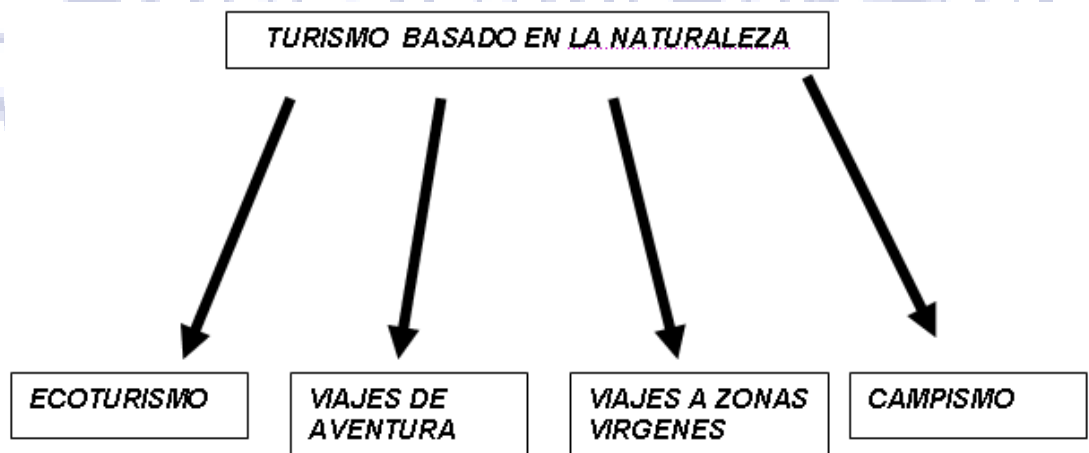 TURISMO BASADO EN LA NATURALEZA
ECOTURISMO
VIAJES DE
AVENTURA
VIAJES A ZONAS
VIRGENES
CAMPISMO